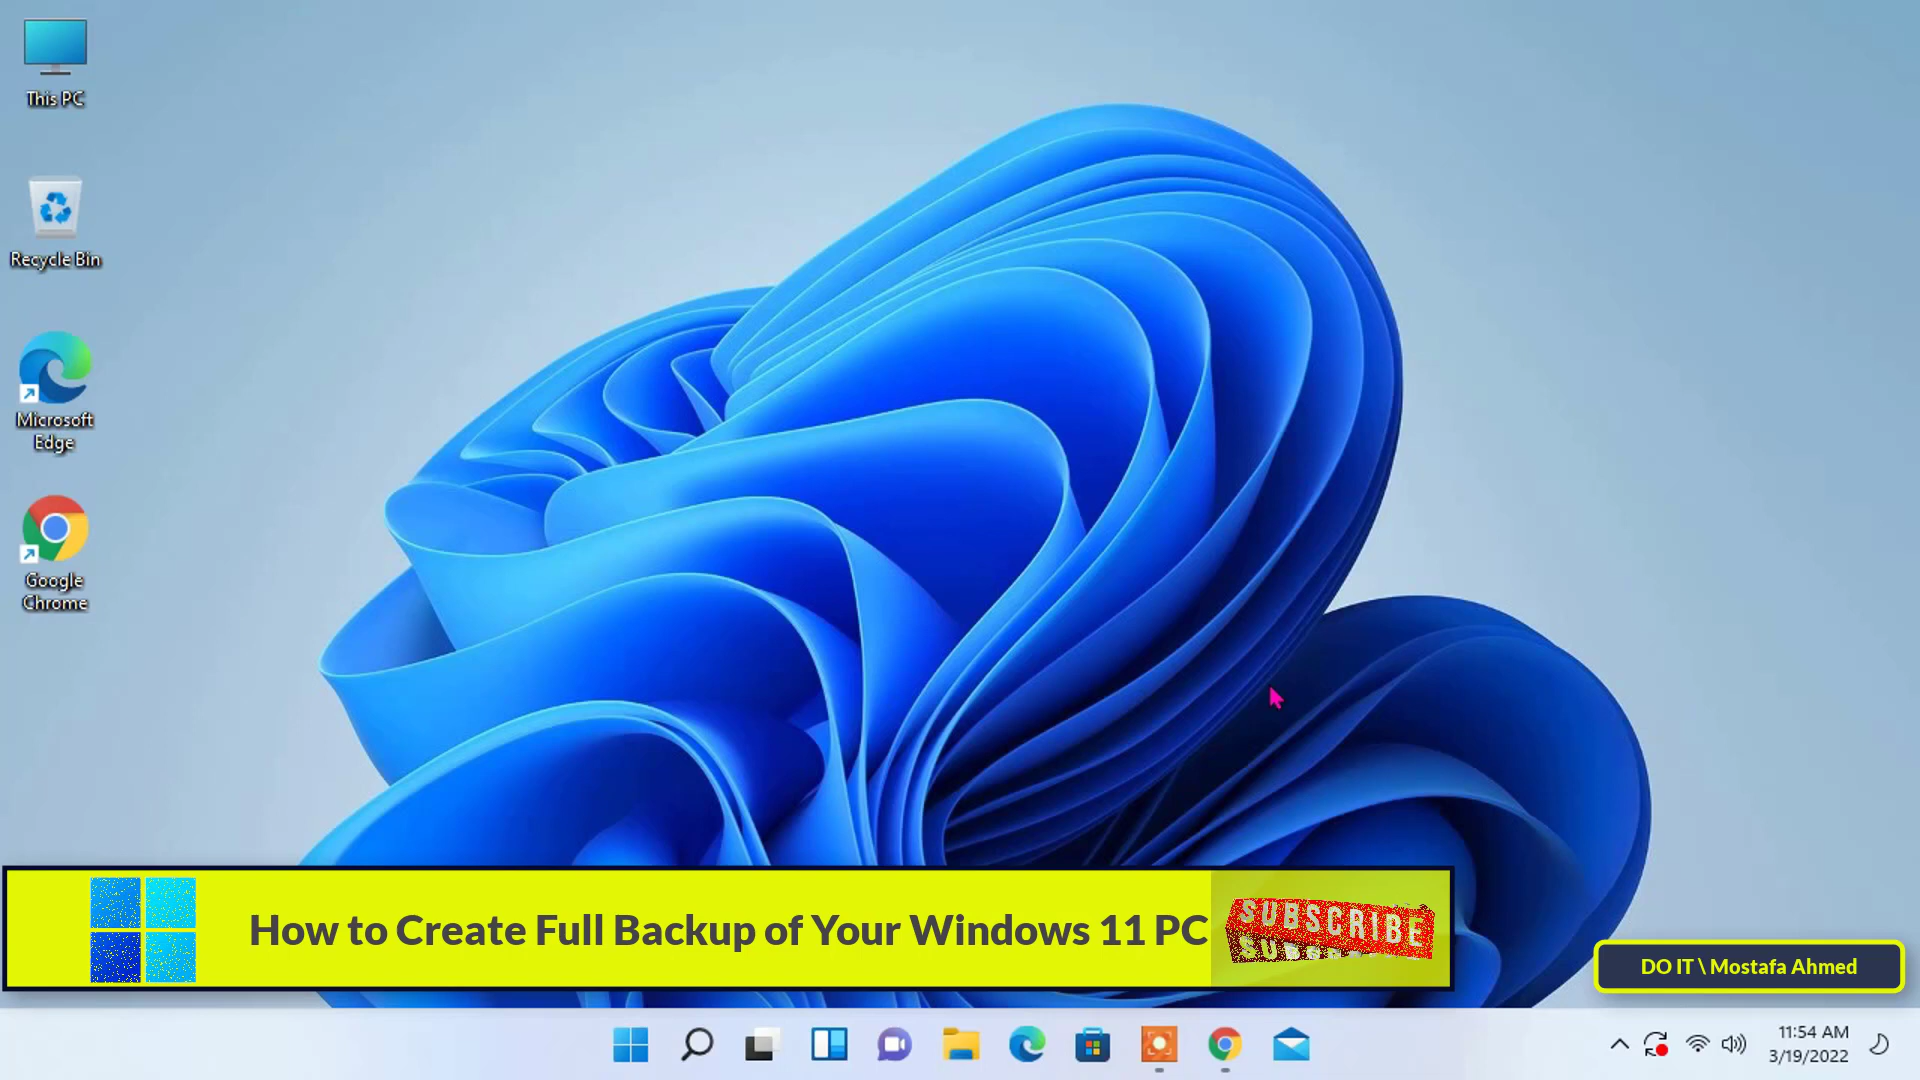 This PC
Recycle Bin
Microsoft
Edge
Google
Chrome
How to Create Full Backup of Your Windows 11 PC
SUBSCRIBE
DO IT \ Mostafa Ahmed
11:54 AM
3/19/2022